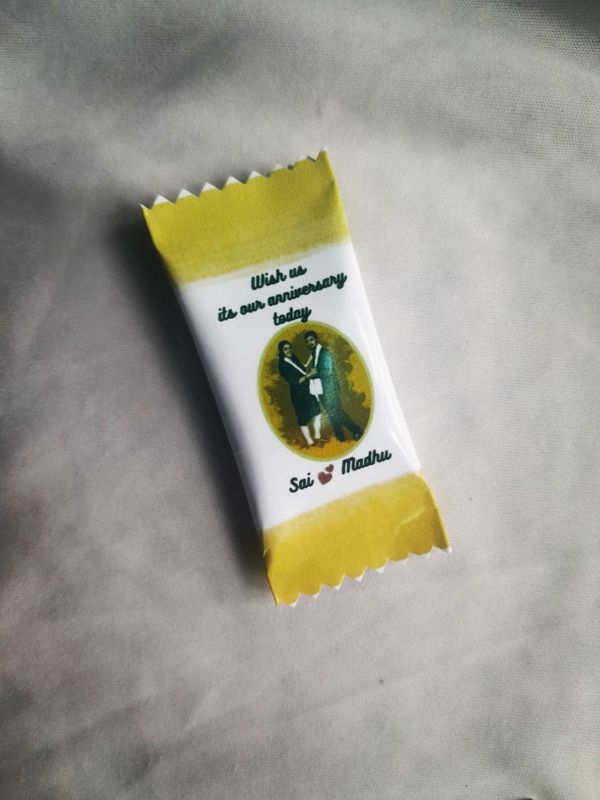 Wish us
its our anniversary
today
Sai 💕 Madhu